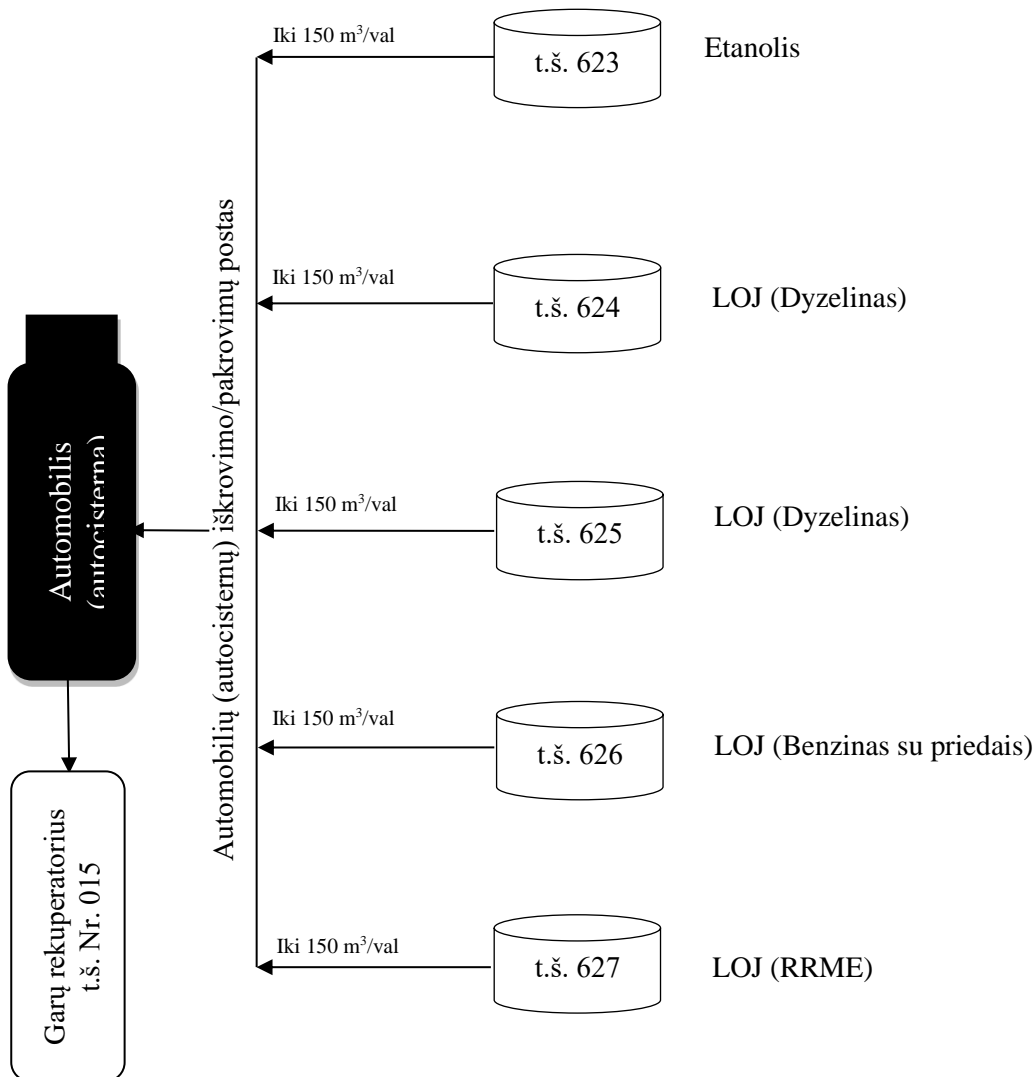 Iki 150 m³/val
t.š. 623
Etanolis
Iki 150 m³/val
t.š. 624
LOJ (Dyzelinas)
Iki 150 m³/val
t.š. 625
LOJ (Dyzelinas)
Iki 150 m³/val
t.š. 626
LOJ (Benzinas su priedais)
Iki 150 m³/val
t.š. 627
LOJ (RRME)
Automobilių (autocisternų) iškrovimo/pakrovimų postas
Automobilis
(autocisterna)
Garų rekuperatorius
t.š. Nr. 015